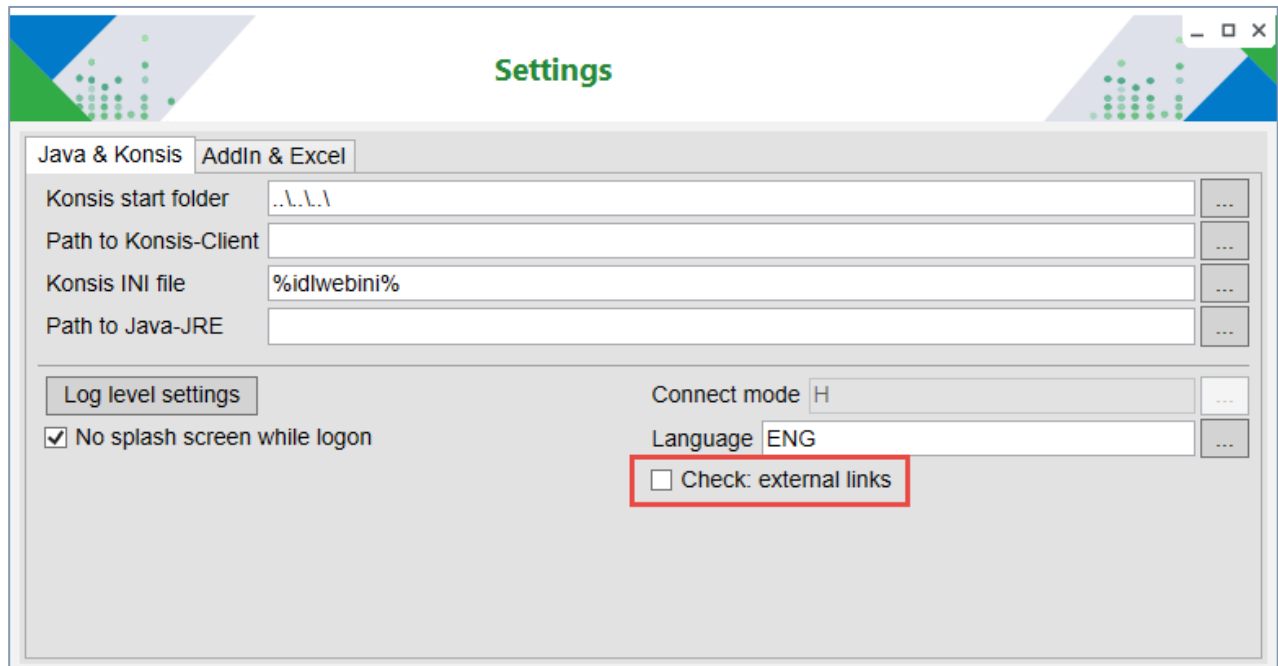 Settings
Java & Konsis AddIn & Excel
Konsis start folder ..\..\..\ ...
Path to Konsis-Client ...
Konsis INI file %idlwebini% ...
Path to Java-JRE ...
Log level settings Connect mode H ...
No splash screen while logon Language ENG ...
Check: external links